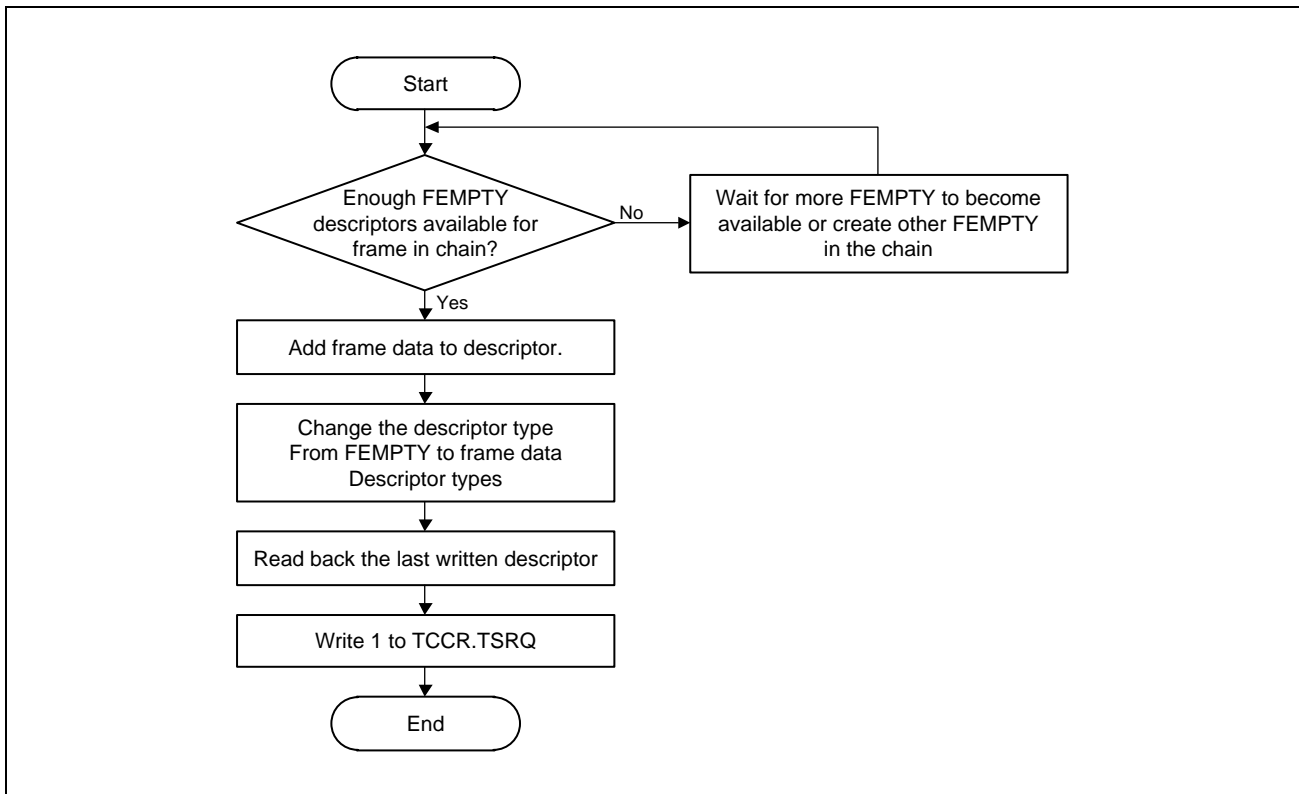 Start
Enough FEMPTY
descriptors available for
frame in chain?
No
Wait for more FEMPTY to become
available or create other FEMPTY
in the chain
Yes
Add frame data to descriptor.
Change the descriptor type
From FEMPTY to frame data
Descriptor types
Read back the last written descriptor
Write 1 to TCCR.TSRQ
End